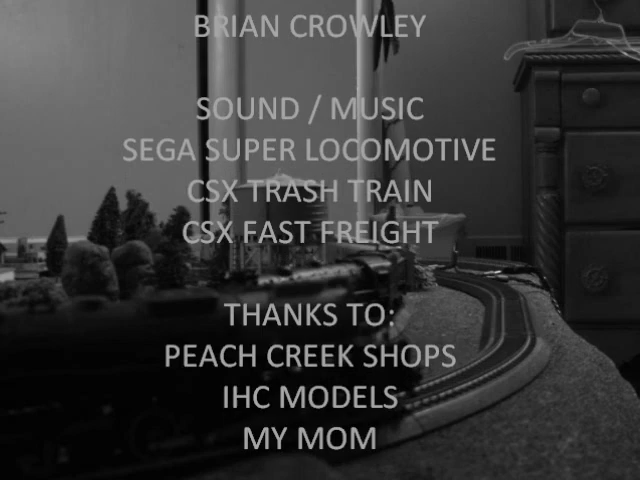 BRIAN CROWLEY
SOUND / MUSIC
SEGA SUPER LOCOMOTIVE
CSX TRASH TRAIN
CSX FAST FREIGHT
THANKS TO:
PEACH CREEK SHOPS
IHC MODELS
MY MOM